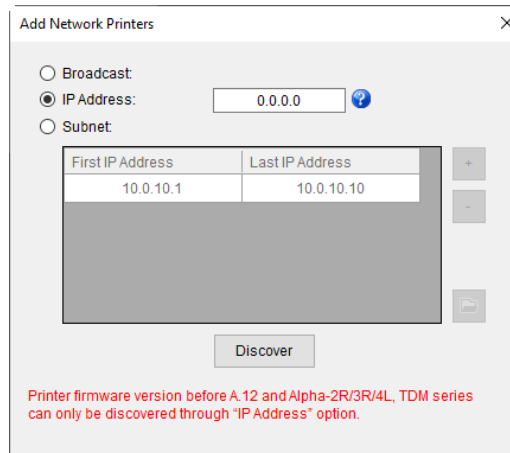 Add Network Printers
Broadcast:
IP Address: 0.0.0.0 ?
Subnet:
First IP Address Last IP Address +
10.0.10.1 10.0.10.10
-
Discover
Printer firmware version before A.12 and Alpha-2R/3R/4L, TDM series
can only be discovered through “IP Address” option.